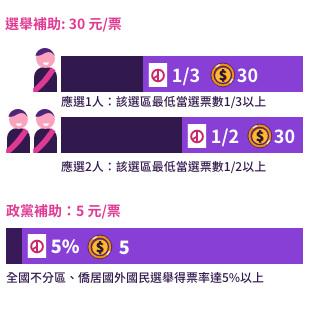 選舉補助: 30 元/票
1/3 $ 30
應選1人：該選區最低當選票數1/3以上
1/2 $ 30
應選2人：該選區最低當選票數1/2以上
政黨補助：5 元/票
5% $ 5
全國不分區、僑居國外國民選舉得票率達5%以上